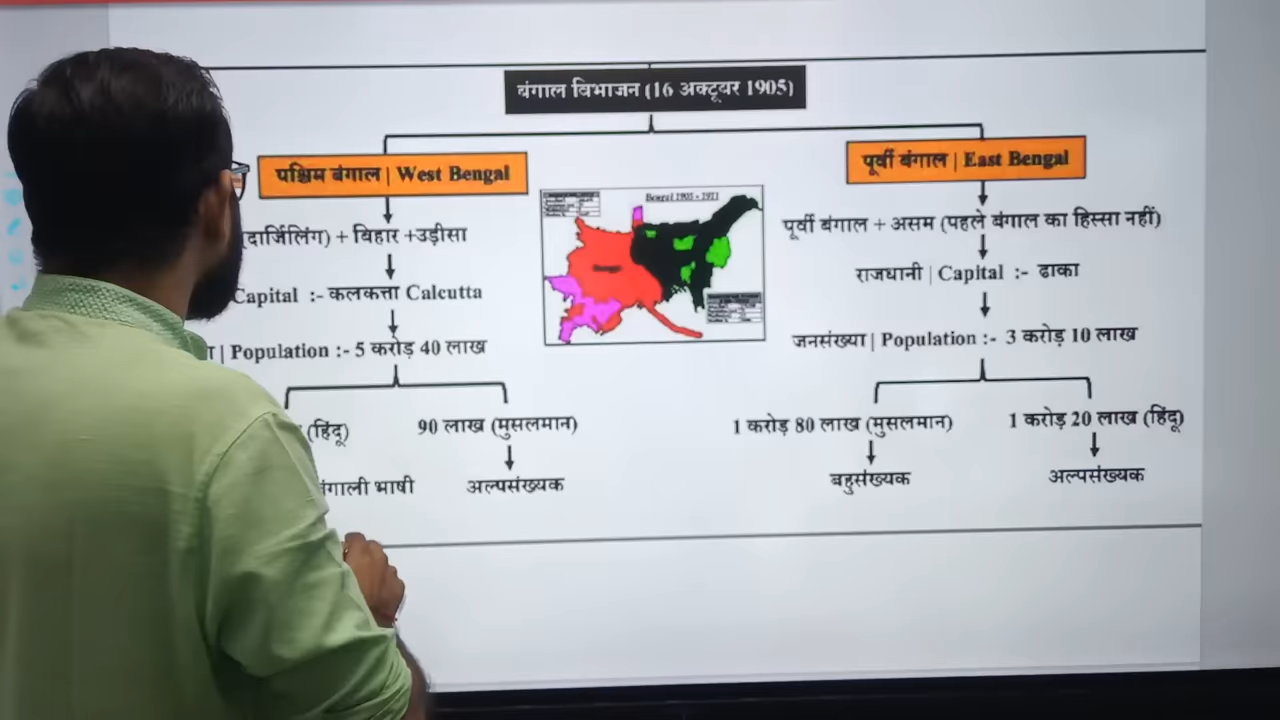 बंगाल विभाजन (16 अक्टूबर 1905)
पश्चिम बंगाल | West Bengal
(दार्जिलिंग) + बिहार +उड़ीसा
Capital :- कलकत्ता Calcutta
| Population :- 5 करोड़ 40 लाख
(हिंदू)
90 लाख (मुसलमान)
भाषी
अल्पसंख्यक
Bengal 1905 - 1911
Bengal
पूर्वी बंगाल | East Bengal
पूर्वी बंगाल + असम (पहले बंगाल का हिस्सा नहीं)
राजधानी | Capital :- ढाका
जनसंख्या | Population :- 3 करोड़ 10 लाख
1 करोड़ 80 लाख (मुसलमान)
1 करोड़ 20 लाख (हिंदू)
बहुसंख्यक
अल्पसंख्यक